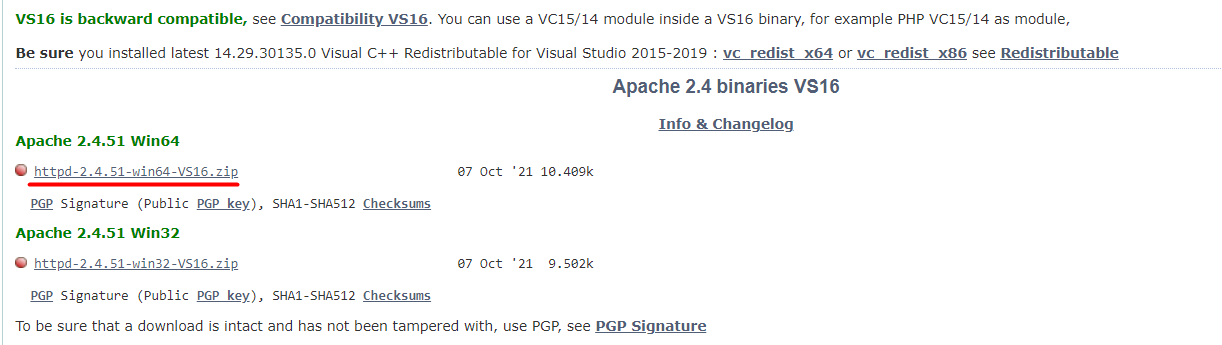 VS16 is backward compatible, see Compatibility VS16. You can use a VC15/14 module inside a VS16 binary, for example PHP VC15/14 as module,
Be sure you installed latest 14.29.30135.0 Visual C++ Redistributable for Visual Studio 2015-2019 : vc_redist_x64 or vc_redist_x86 see Redistributable
Apache 2.4 binaries VS16
Info & Changelog
Apache 2.4.51 Win64
httpd-2.4.51-win64-VS16.zip 07 Oct '21 10.409k
PGP Signature (Public PGP key), SHA1-SHA512 Checksums
Apache 2.4.51 Win32
httpd-2.4.51-win32-VS16.zip 07 Oct '21 9.502k
PGP Signature (Public PGP key), SHA1-SHA512 Checksums
To be sure that a download is intact and has not been tampered with, use PGP, see PGP Signature